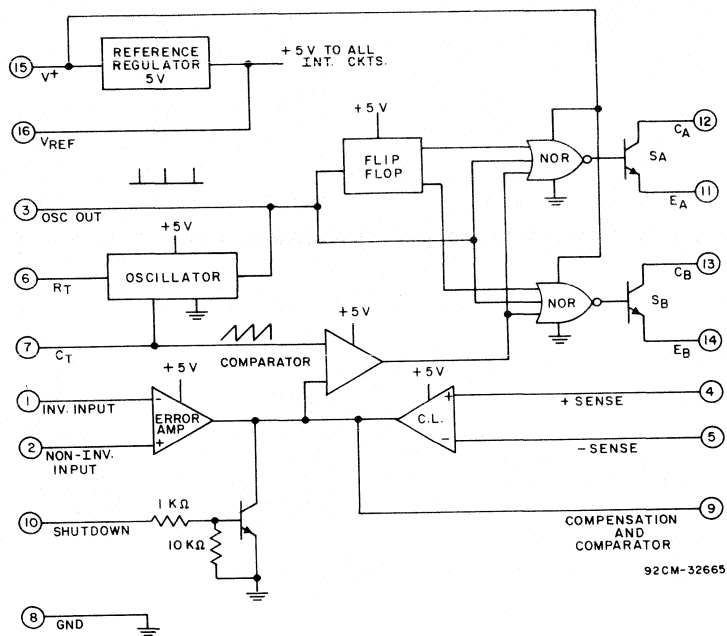 15
V+
REFERENCE
REGULATOR
5V
+5V TO ALL
INT. CKTS.
16
VREF
+5V
FLIP
FLOP
NOR
CA
12
SA
EA
11
3
OSC OUT
+5V
6
RT
OSCILLATOR
NOR
CB
13
SB
EB
14
7
CT
COMPARATOR
+5V
1
INV. INPUT
+5V
-
ERROR
AMP
+
2
NON-INV.
INPUT
+5V
C.L.
+
-
+ SENSE
4
- SENSE
5
10
SHUTDOWN
1 KΩ
10 KΩ
9
COMPENSATION
AND
COMPARATOR
92CM-32665
8
GND